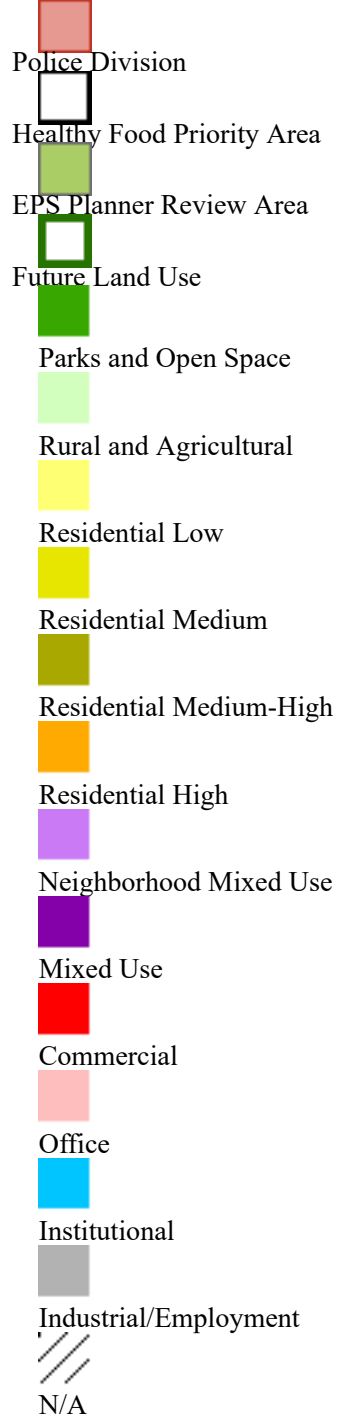 Police Division
Healthy Food Priority Area
EPS Planner Review Area
Future Land Use
Parks and Open Space
Rural and Agricultural
Residential Low
Residential Medium
Residential Medium-High
Residential High
Neighborhood Mixed Use
Mixed Use
Commercial
Office
Institutional
Industrial/Employment
N/A